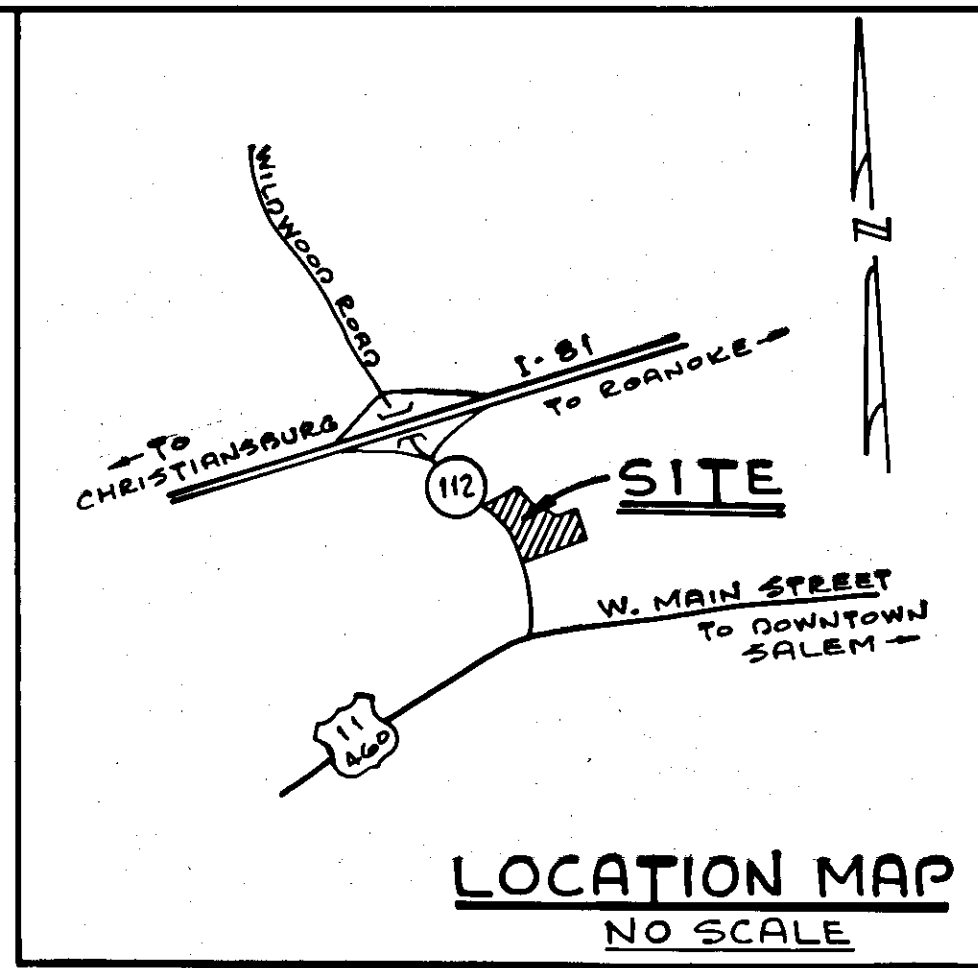 N
WILDWOOD ROAD
I-81
TO ROANOKE
TO
CHRISTIANSBURG
112
SITE
W. MAIN STREET
TO DOWNTOWN
SALEM
11
460
LOCATION MAP
NO SCALE